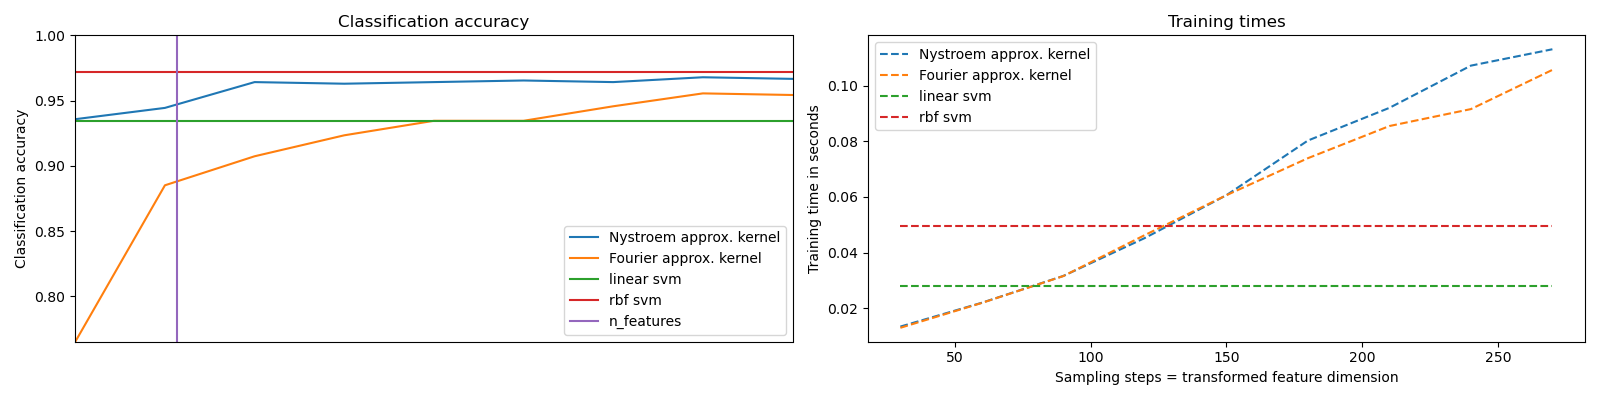 Classification accuracy
Classification accuracy
1.00
0.95
0.90
0.85
0.80
Nystroem approx. kernel
Fourier approx. kernel
linear svm
rbf svm
n_features
Training times
Training time in seconds
0.10
0.08
0.06
0.04
0.02
Nystroem approx. kernel
Fourier approx. kernel
linear svm
rbf svm
50 100 150 200 250
Sampling steps = transformed feature dimension